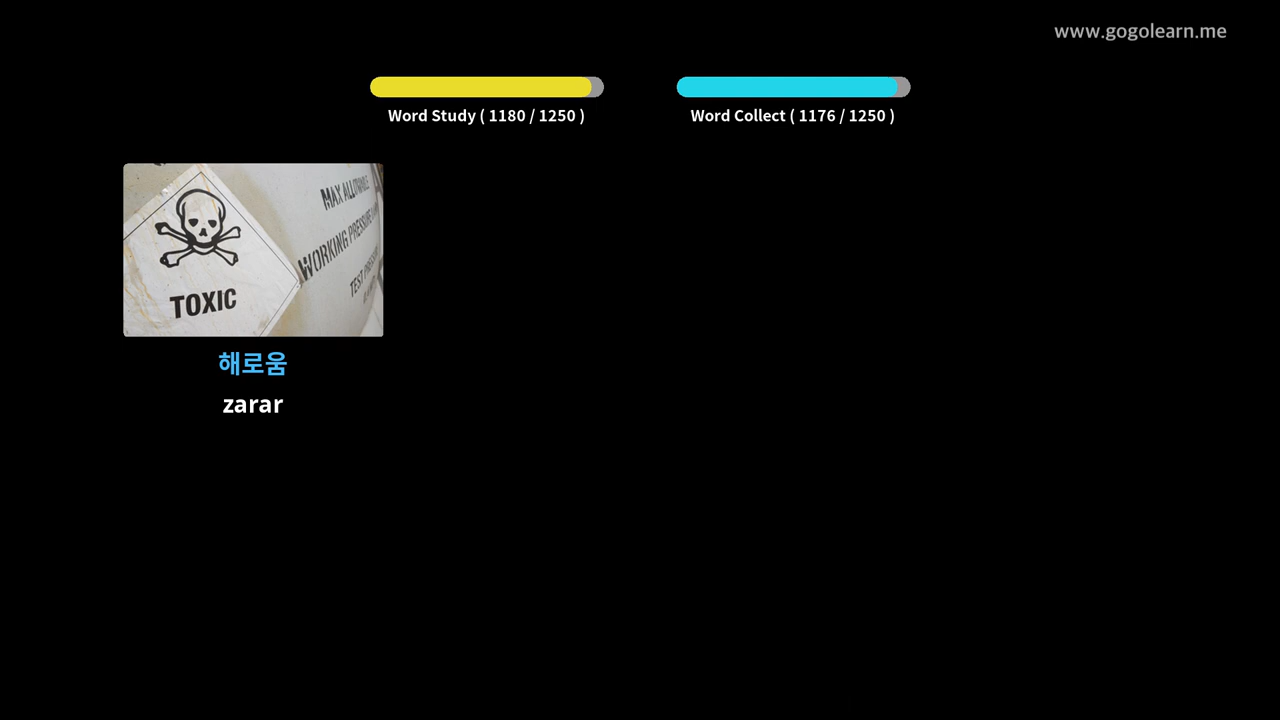 www.gogolearn.me
Word Study ( 1180 / 1250 )
Word Collect ( 1176 / 1250 )
MAX ALLOWABLE
WORKING PRESSURE
TEST
TOXIC
해로움
zarar